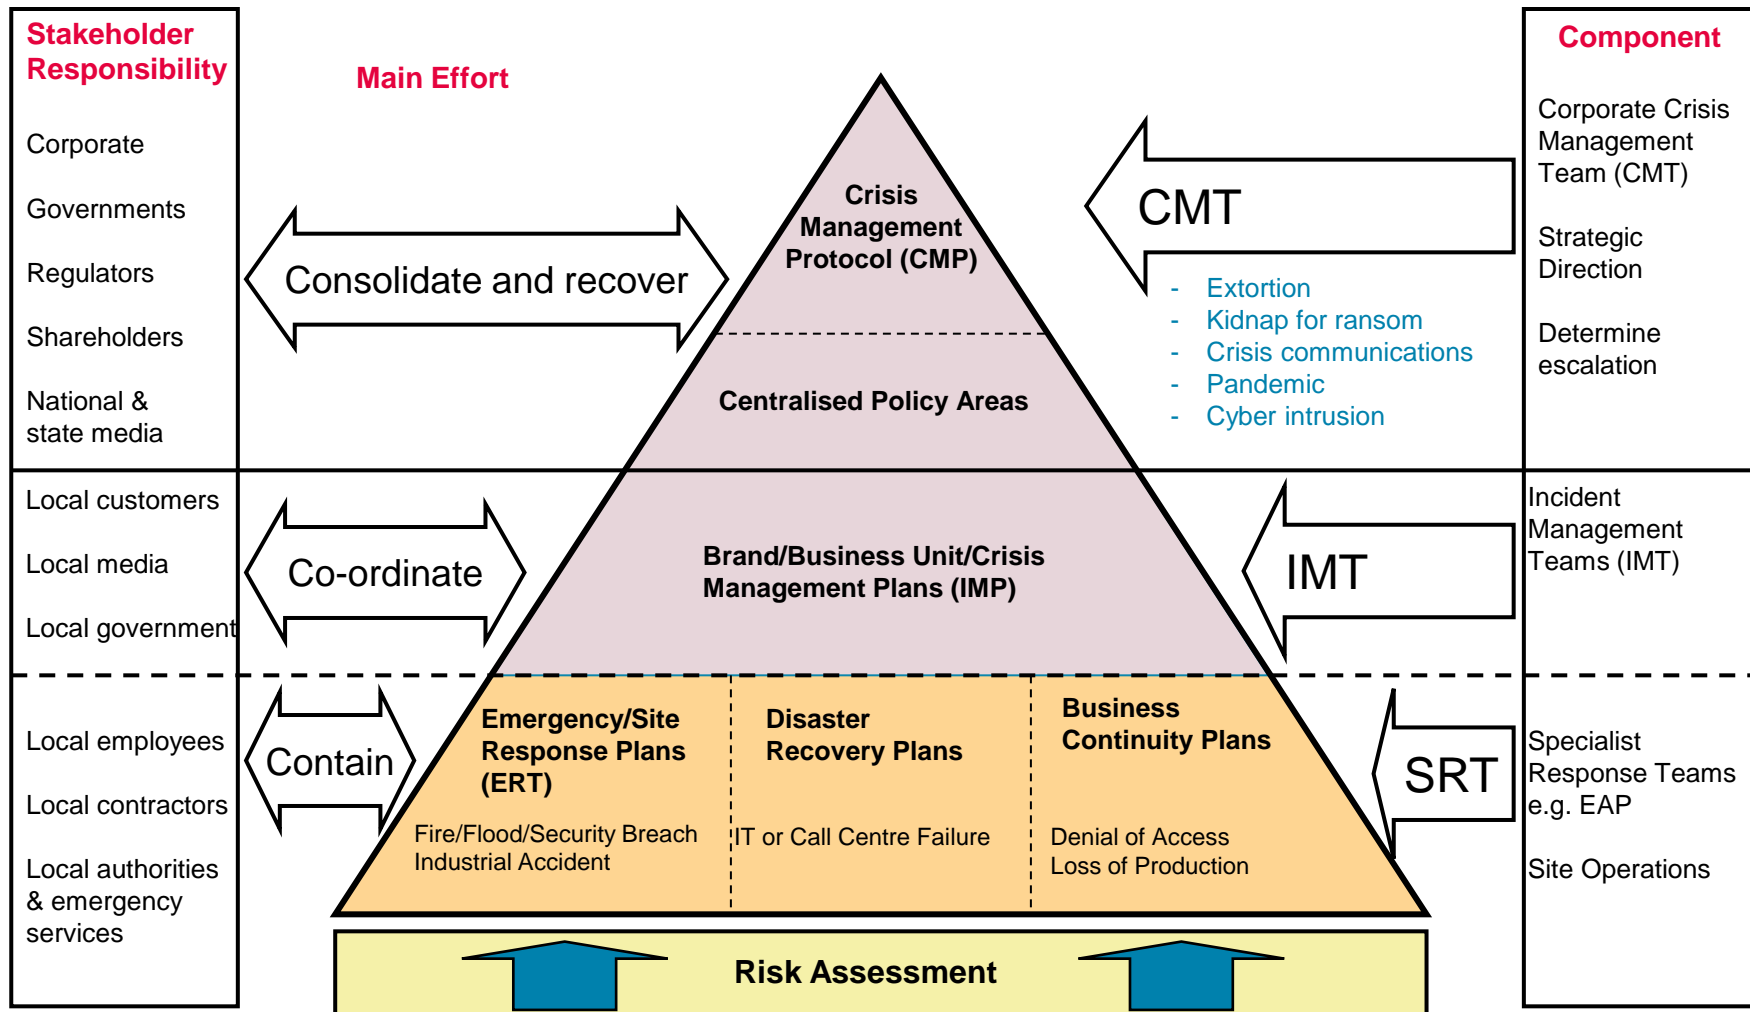 Stakeholder
Responsibility
Corporate
Governments
Regulators
Shareholders
National &
state media
Local customers
Local media
Local government
Local employees
Local contractors
Local authorities
& emergency
services
Main Effort
Consolidate and recover
Co-ordinate
Contain
Crisis
Management
Protocol (CMP)
Centralised Policy Areas
Brand/Business Unit/Crisis
Management Plans (IMP)
Emergency/Site
Response Plans
(ERT)
Fire/Flood/Security Breach
Industrial Accident
Disaster
Recovery Plans
IT or Call Centre Failure
Business
Continuity Plans
Denial of Access
Loss of Production
Risk Assessment
CMT
- Extortion
- Kidnap for ransom
- Crisis communications
- Pandemic
- Cyber intrusion
IMT
SRT
Component
Corporate Crisis
Management
Team (CMT)
Strategic
Direction
Determine
escalation
Incident
Management
Teams (IMT)
Specialist
Response Teams
e.g. EAP
Site Operations